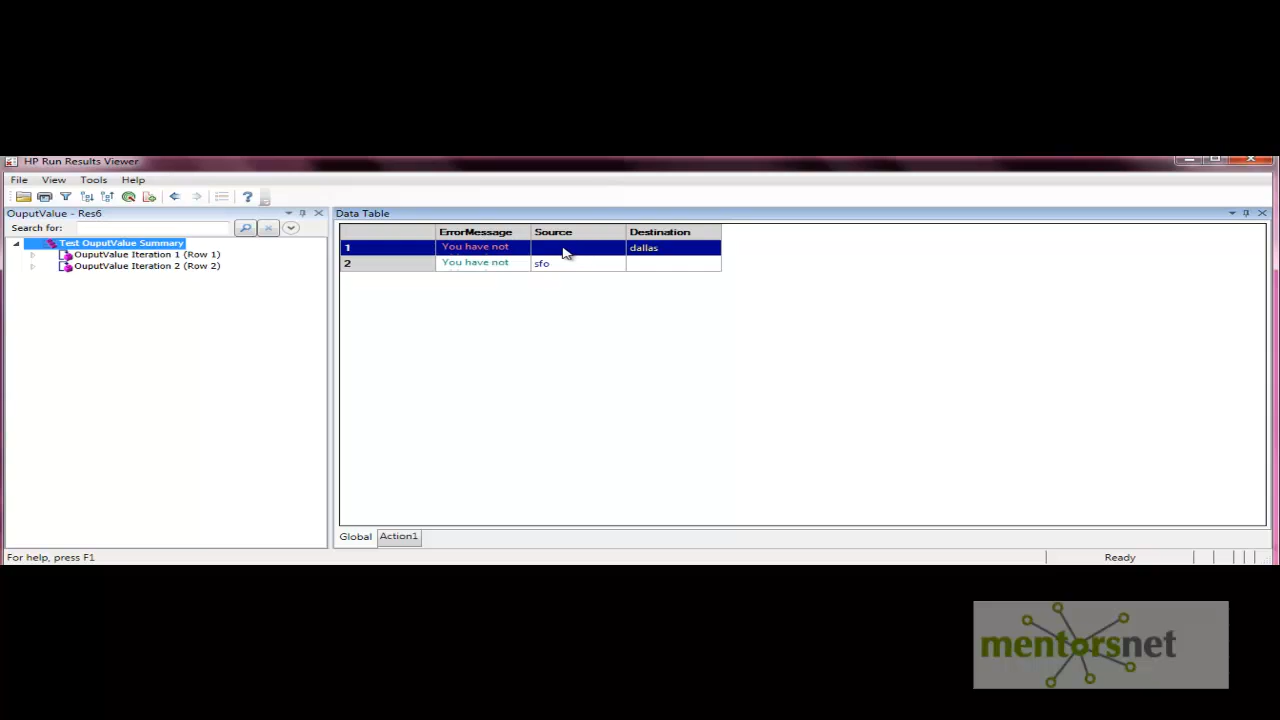 HP Run Results Viewer
File View Tools Help
OuputValue - Res6
Search for:
Test OuputValue Summary
OuputValue Iteration 1 (Row 1)
OuputValue Iteration 2 (Row 2)
Data Table
ErrorMessage Source Destination
1 You have not dallas
2 You have not sfo
Global Action1
For help, press F1 Ready
mentorsnet